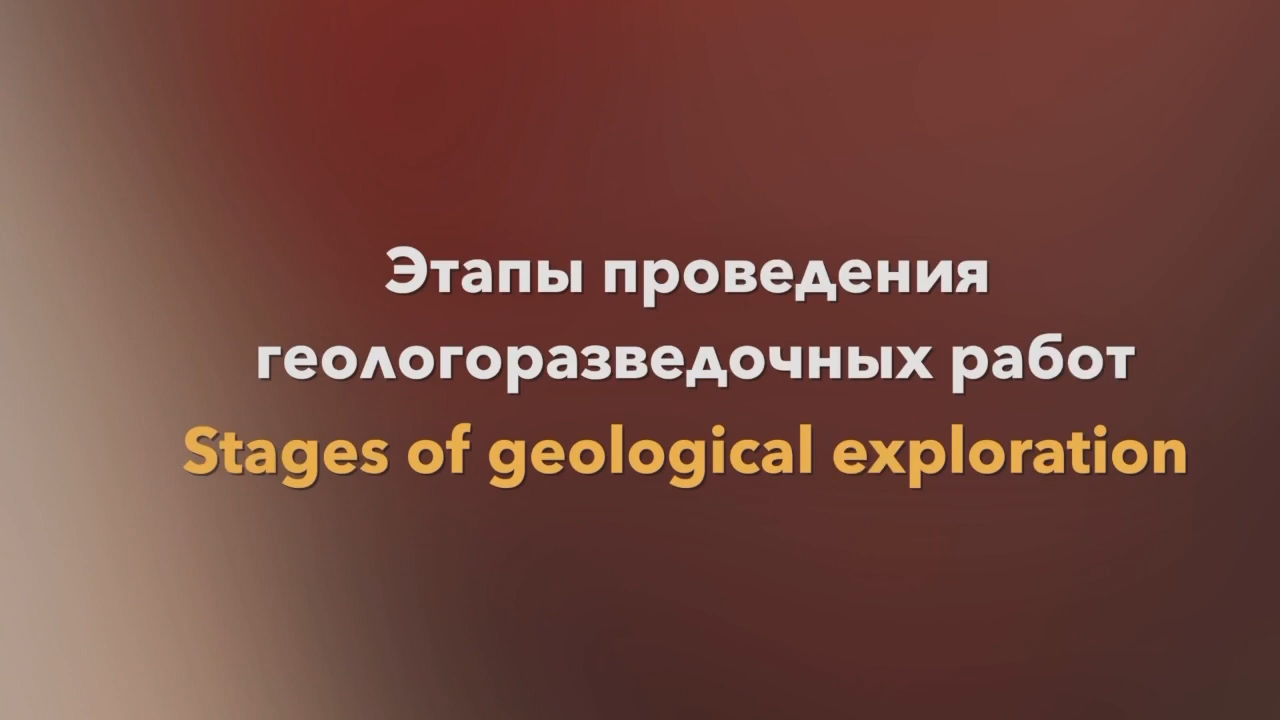 Этапы проведения
геологоразведочных работ
Stages of geological exploration